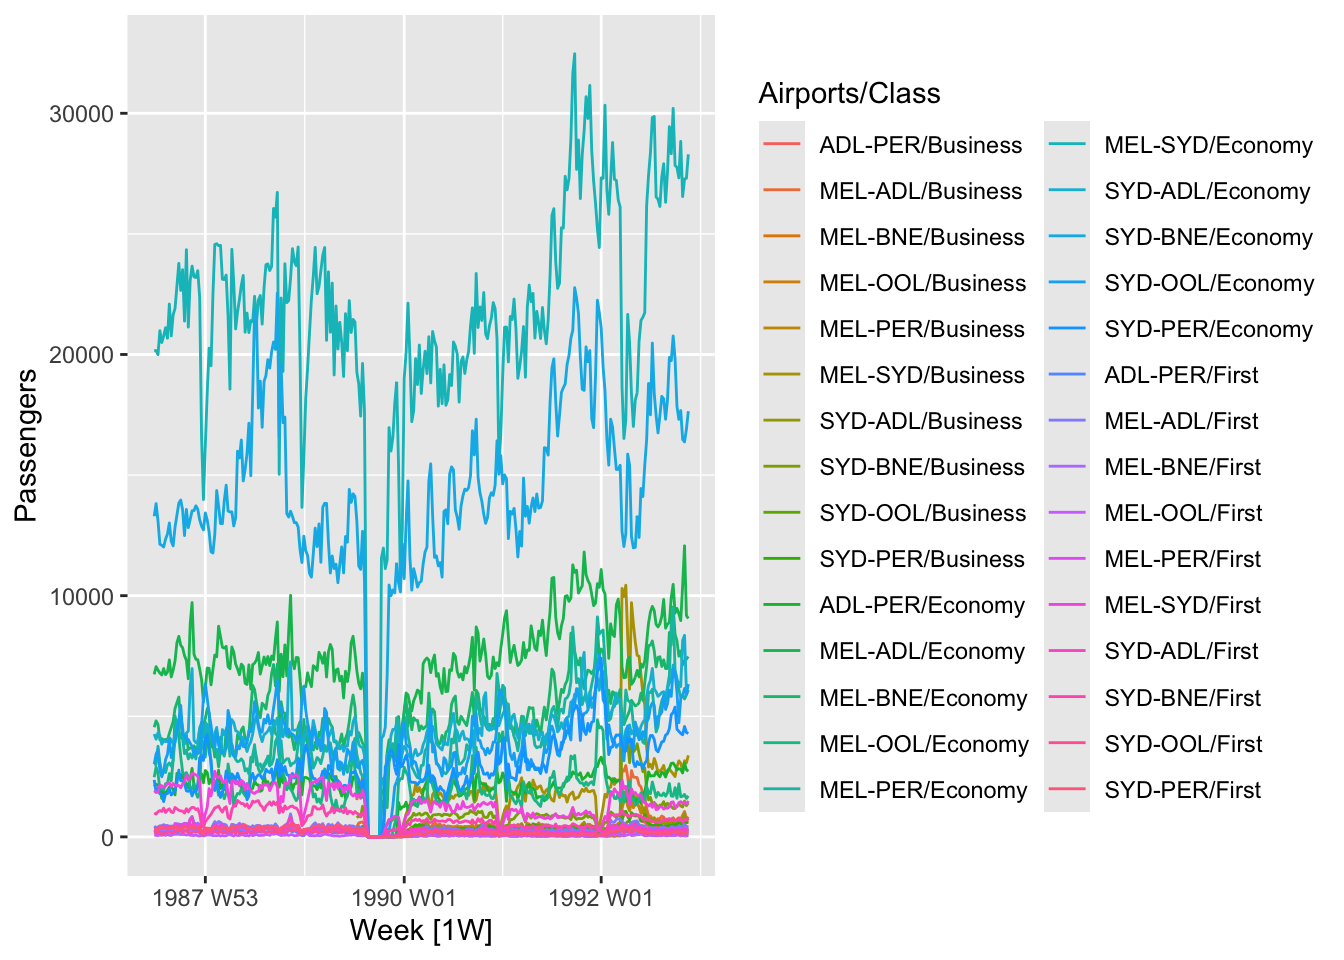 30000
20000
10000
0
Passengers
1987 W53
1990 W01
1992 W01
Week [1W]
Airports/Class
ADL-PER/Business
MEL-ADL/Business
MEL-BNE/Business
MEL-OOL/Business
MEL-PER/Business
MEL-SYD/Business
SYD-ADL/Business
SYD-BNE/Business
SYD-OOL/Business
SYD-PER/Business
ADL-PER/Economy
MEL-ADL/Economy
MEL-BNE/Economy
MEL-OOL/Economy
MEL-PER/Economy
MEL-SYD/Economy
SYD-ADL/Economy
SYD-BNE/Economy
SYD-OOL/Economy
SYD-PER/Economy
ADL-PER/First
MEL-ADL/First
MEL-BNE/First
MEL-OOL/First
MEL-PER/First
MEL-SYD/First
SYD-ADL/First
SYD-BNE/First
SYD-OOL/First
SYD-PER/First